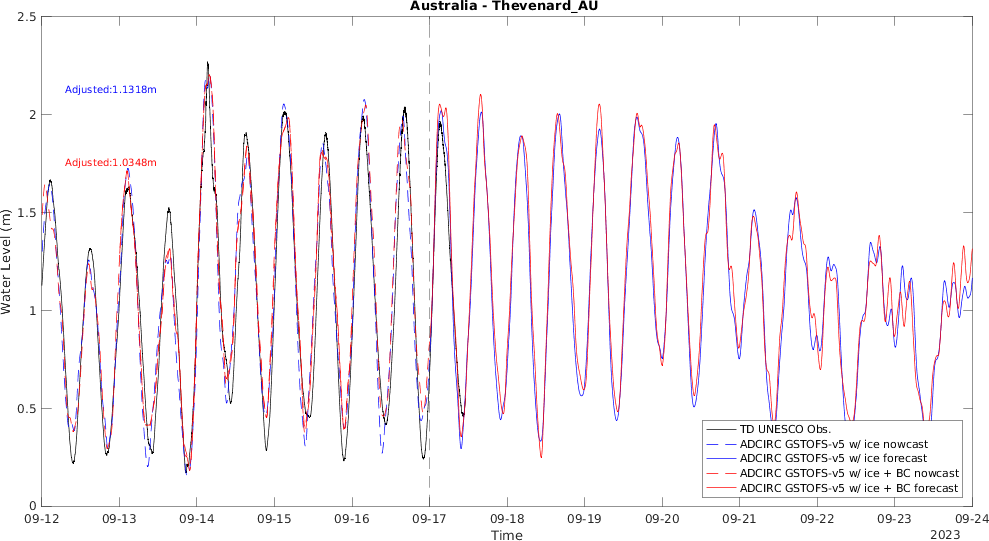 Australia - Thevenard_AU
2.5
2
1.5
1
0.5
0
Water Level (m)
Adjusted:1.1318m
Adjusted:1.0348m
TD UNESCO Obs.
ADCIRC GSTOFS-v5 w/ ice nowcast
ADCIRC GSTOFS-v5 w/ ice forecast
ADCIRC GSTOFS-v5 w/ ice + BC nowcast
ADCIRC GSTOFS-v5 w/ ice + BC forecast
09-12 09-13 09-14 09-15 09-16 09-17 09-18 09-19 09-20 09-21 09-22 09-23 09-24
Time
2023